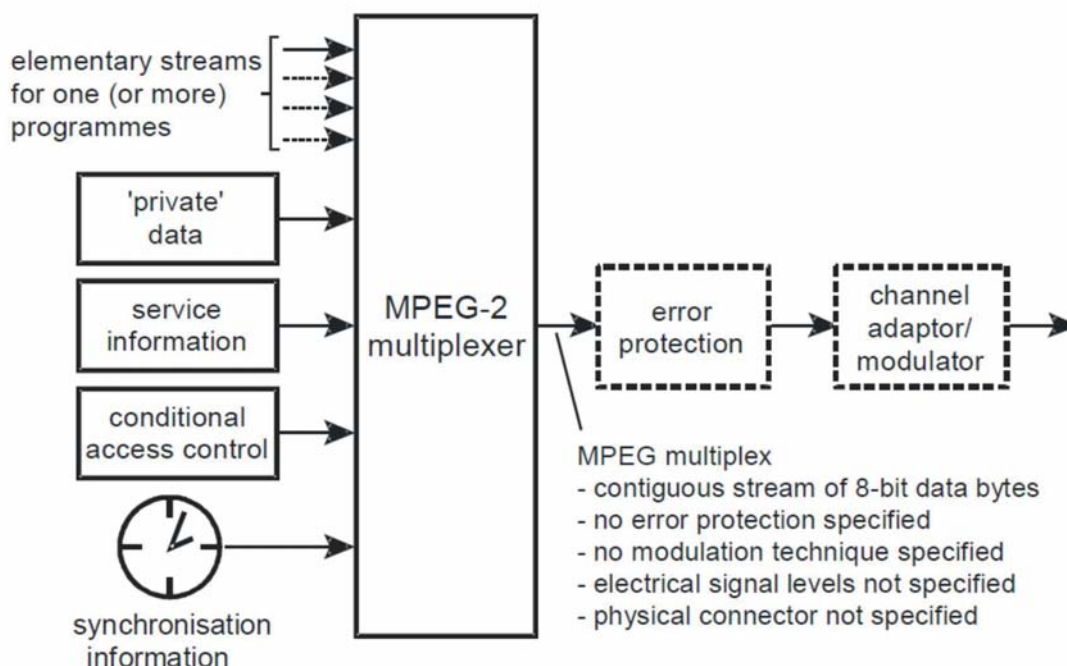 elementary streams
for one (or more)
programmes
'private'
data
service
information
conditional
access control
synchronisation
information
MPEG-2
multiplexer
error
protection
channel
adaptor/
modulator
MPEG multiplex
- contiguous stream of 8-bit data bytes
- no error protection specified
- no modulation technique specified
- electrical signal levels not specified
- physical connector not specified